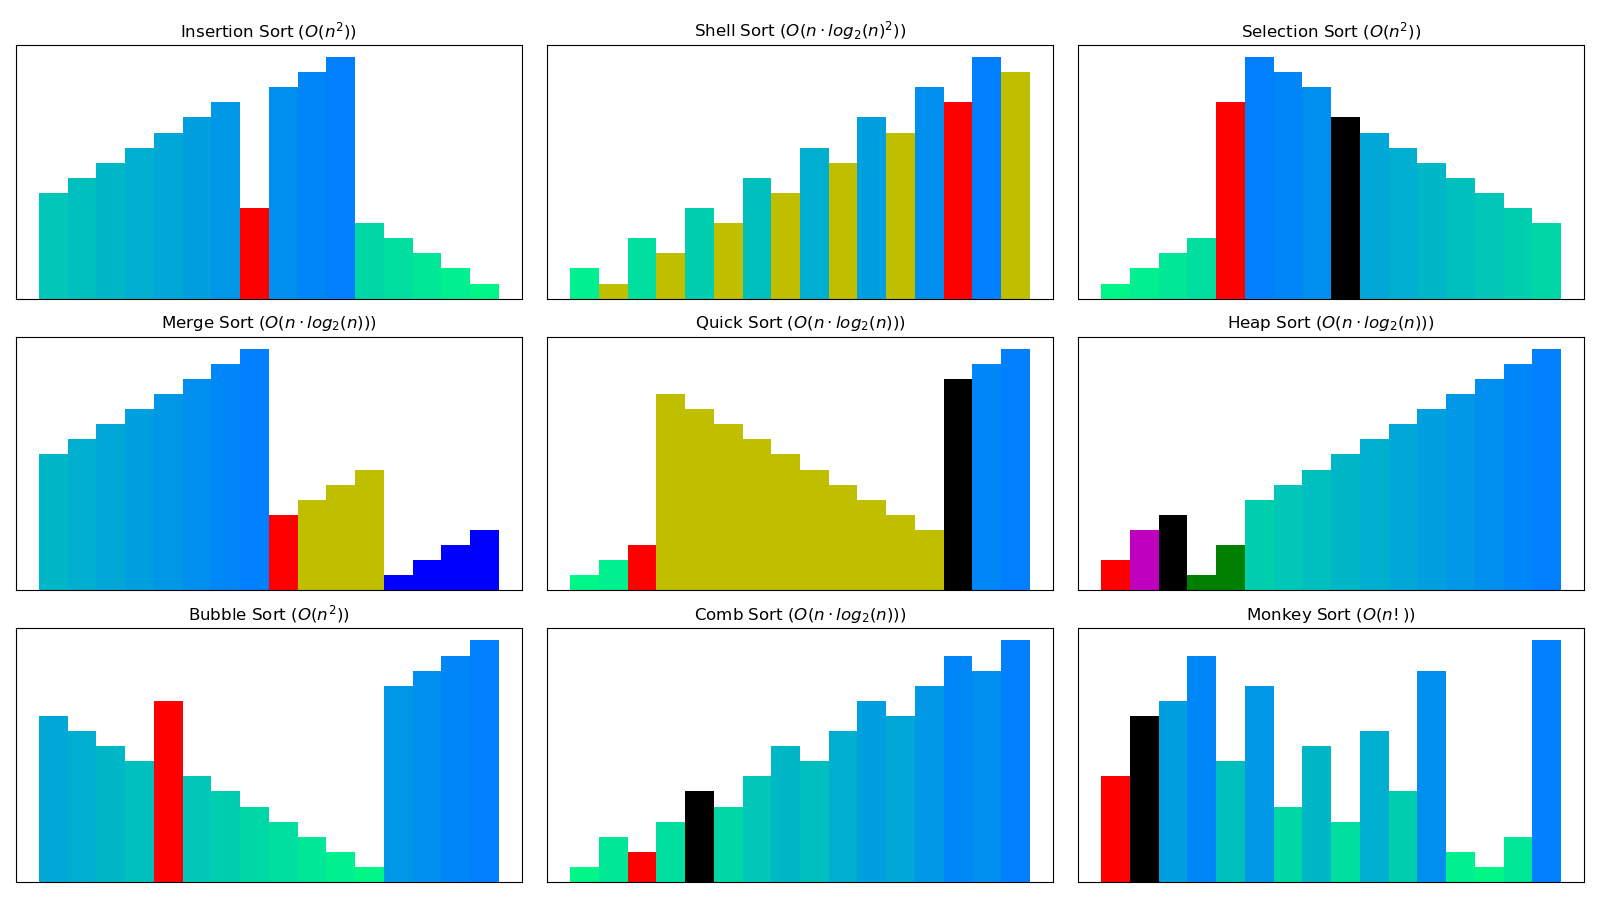 Insertion Sort (O(n²))
Shell Sort (O(n · log₂(n)²))
Selection Sort (O(n²))
Merge Sort (O(n · log₂(n)))
Quick Sort (O(n · log₂(n)))
Heap Sort (O(n · log₂(n)))
Bubble Sort (O(n²))
Comb Sort (O(n · log₂(n)))
Monkey Sort (O(n!))